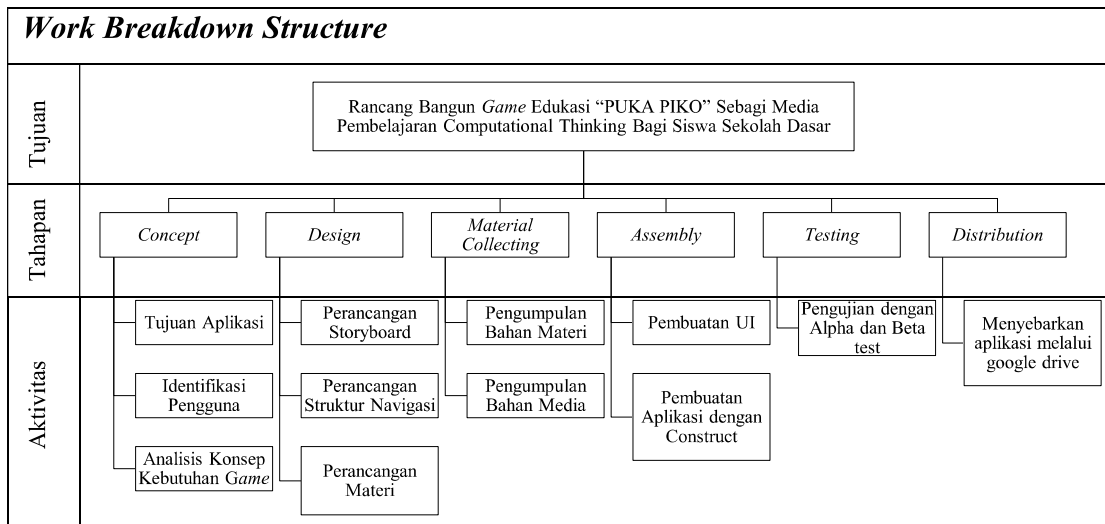 Work Breakdown Structure
Tujuan
Rancang Bangun Game Edukasi “PUKA PIKO” Sebagi Media
Pembelajaran Computational Thinking Bagi Siswa Sekolah Dasar
Tahapan
Concept
Design
Material
Collecting
Assembly
Testing
Distribution
Aktivitas
Tujuan Aplikasi
Identifikasi
Pengguna
Analisis Konsep
Kebutuhan Game
Perancangan
Storyboard
Perancangan
Struktur Navigasi
Perancangan
Materi
Pengumpulan
Bahan Materi
Pengumpulan
Bahan Media
Pembuatan UI
Pembuatan
Aplikasi dengan
Construct
Pengujian dengan
Alpha dan Beta
test
Menyebarkan
aplikasi melalui
google drive